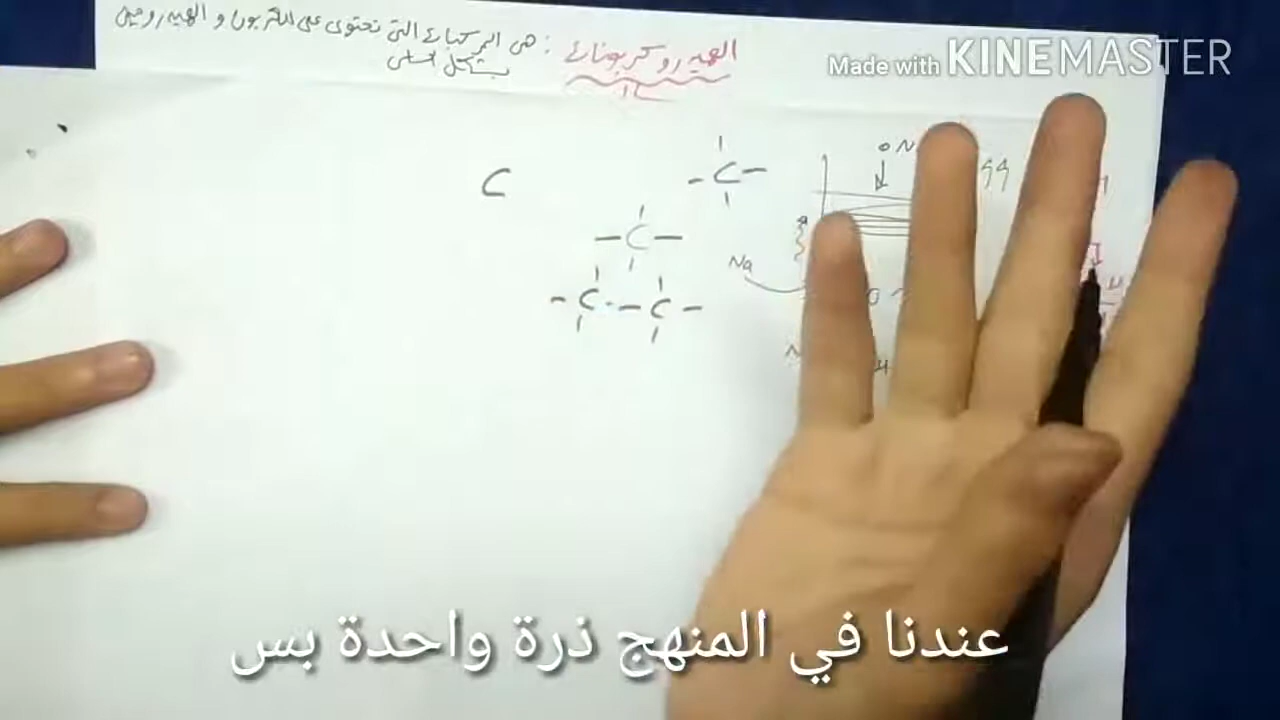 الهيدروكربونات : هي المركبات التي تحتوى على الكربون و الهيدروجين
بشكل اساسي
Made with KINEMASTER
C
C
C
C - C
Na
عندنا في المنهج ذرة واحدة بس